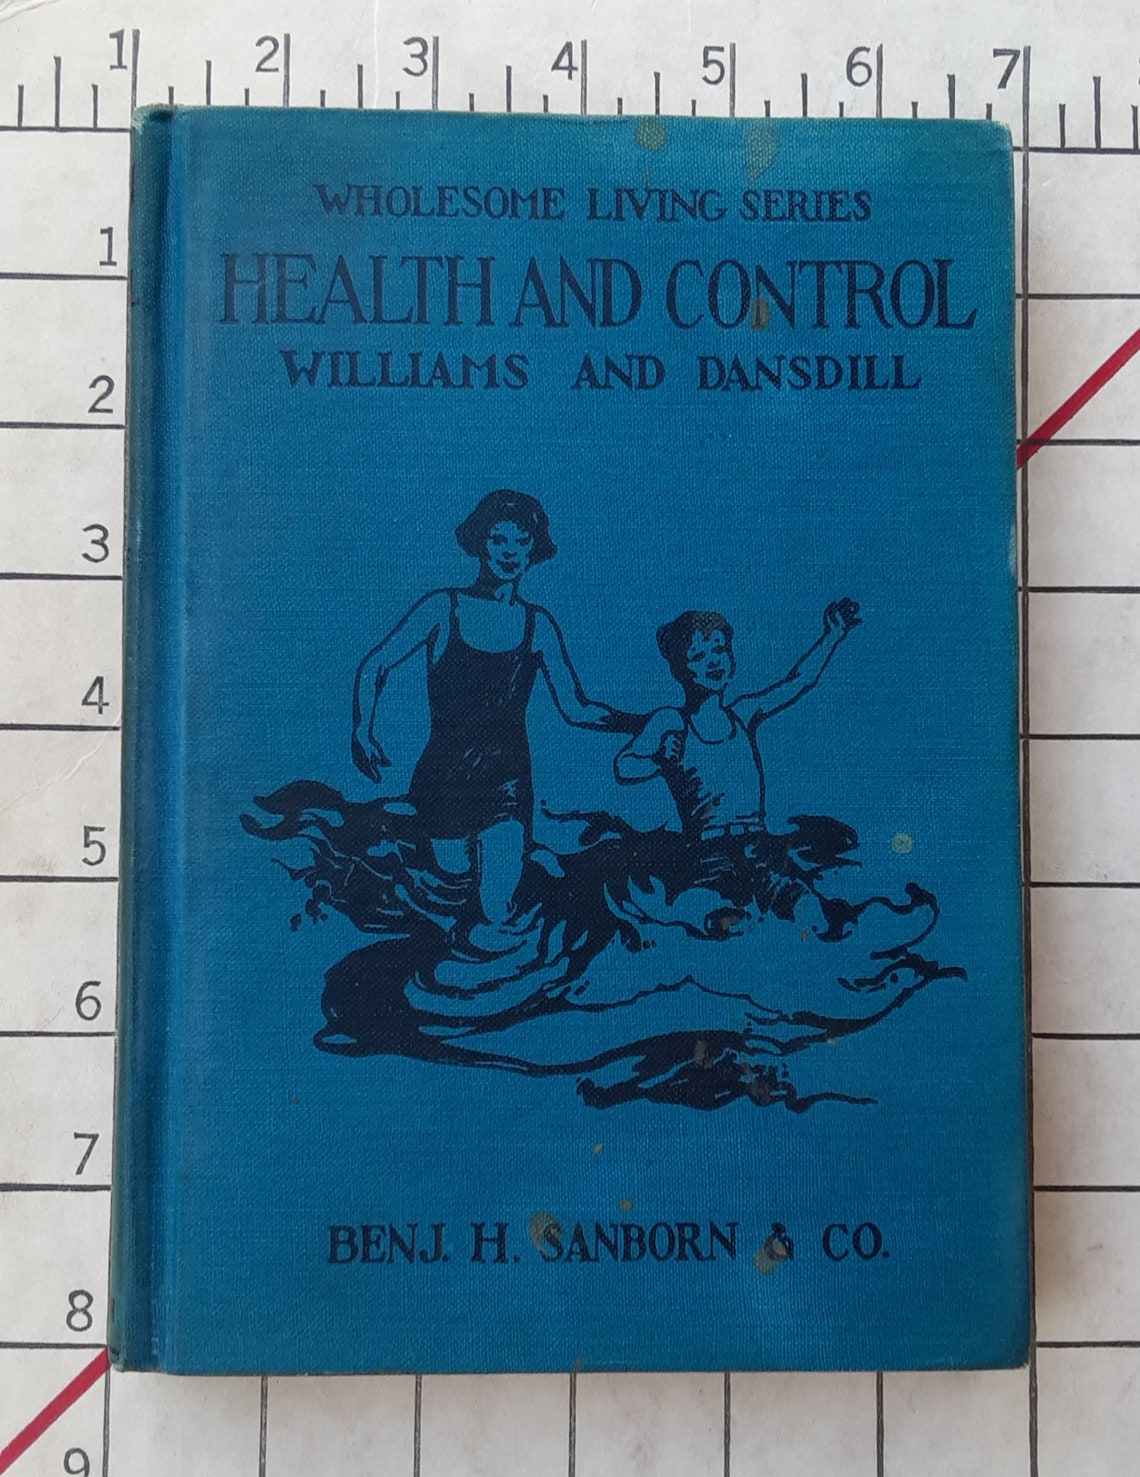 1 2 3 4 5 6 7
WHOLESOME LIVING SERIES
1
HEALTH AND CONTROL
WILLIAMS AND DANSDILL
2
3
4
5
6
7
BENJ. H. SANBORN & CO.
8
9